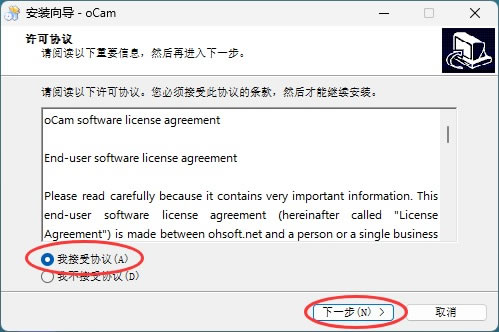 安装向导 - oCam
许可协议
请阅读以下重要信息，然后再进入下一步。
请阅读以下许可协议。您必须接受此协议的条款，然后才能继续安装。
oCam software license agreement
End-user software license agreement
Please read carefully because it contains very important information. This
end-user software license agreement (hereinafter called "License
Agreement") is made between ohsoft.net and a person or a single business
我接受协议(A)
我不接受协议(D)
下一步(N) >
取消